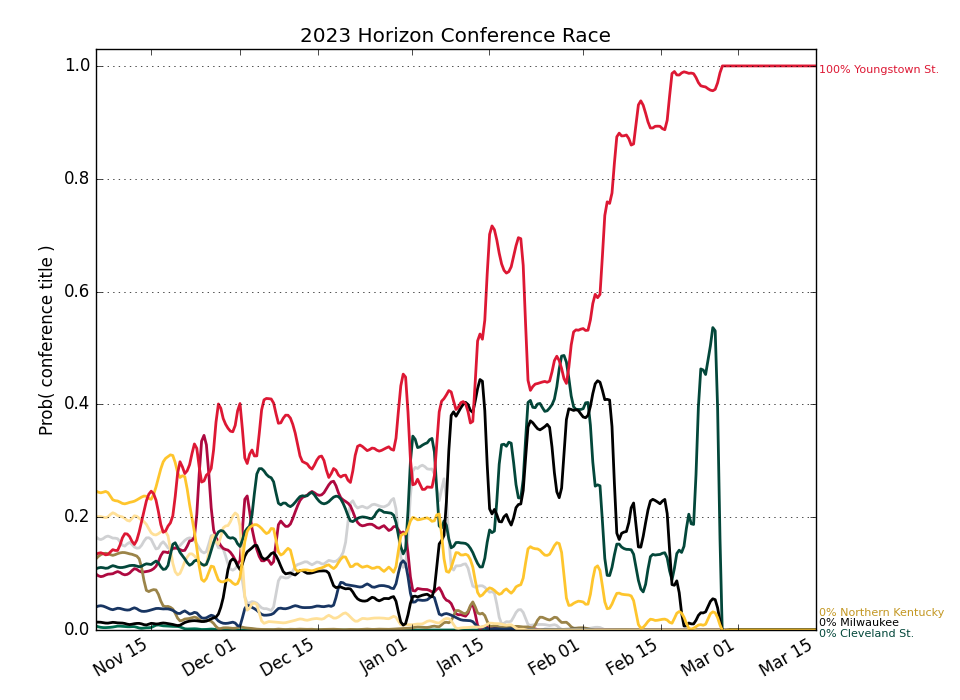 2023 Horizon Conference Race
Prob( conference title )
1.0
0.8
0.6
0.4
0.2
0.0
Nov 15
Dec 01
Dec 15
Jan 01
Jan 15
Feb 01
Feb 15
Mar 01
Mar 15
100% Youngstown St.
0% Northern Kentucky
0% Milwaukee
0% Cleveland St.